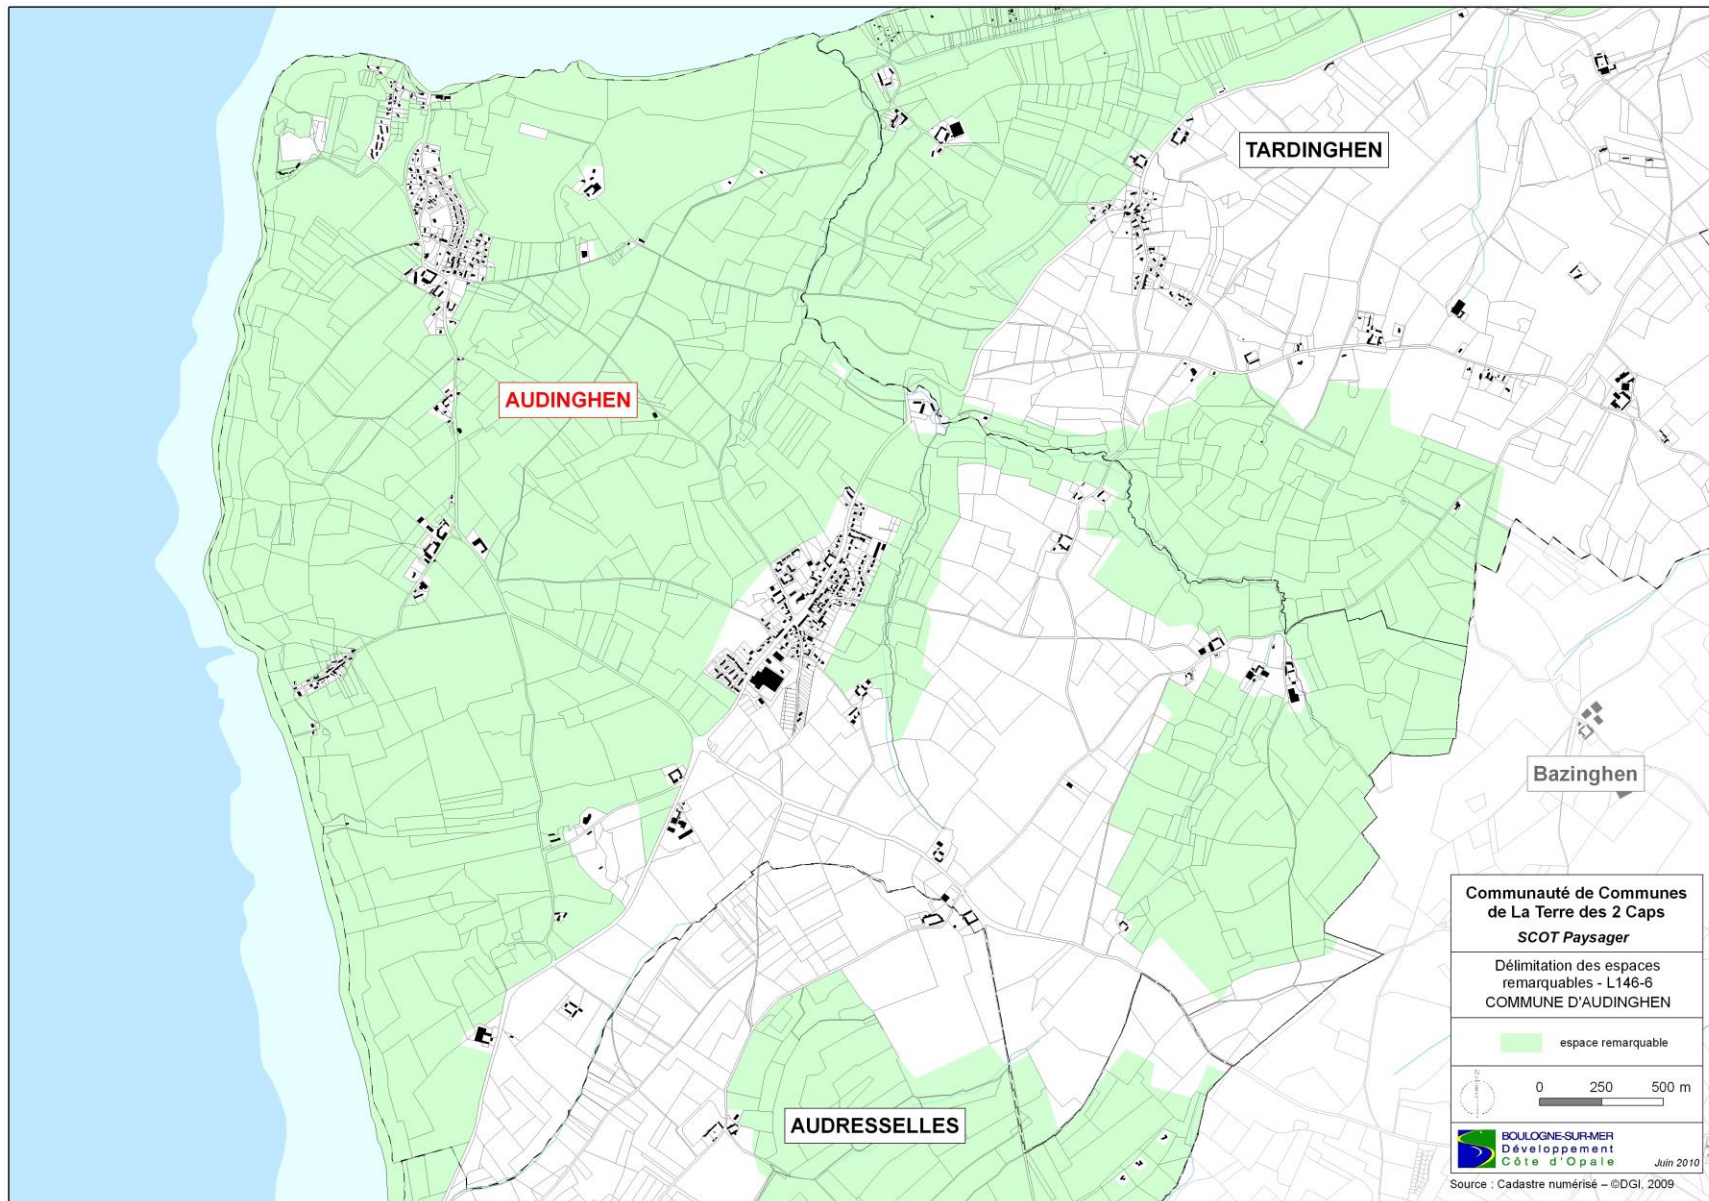 TARDINGHEN
AUDINGHEN
Bazinghen
AUDRESSELLES
Communauté de Communes
de La Terre des 2 Caps
SCOT Paysager
Délimitation des espaces
remarquables - L146-6
COMMUNE D'AUDINGHEN
espace remarquable
0 250 500 m
BOULOGNE-SUR-MER
Développement
Côte d'Opale
Juin 2010
Source : Cadastre numérisé – ©DGI, 2009